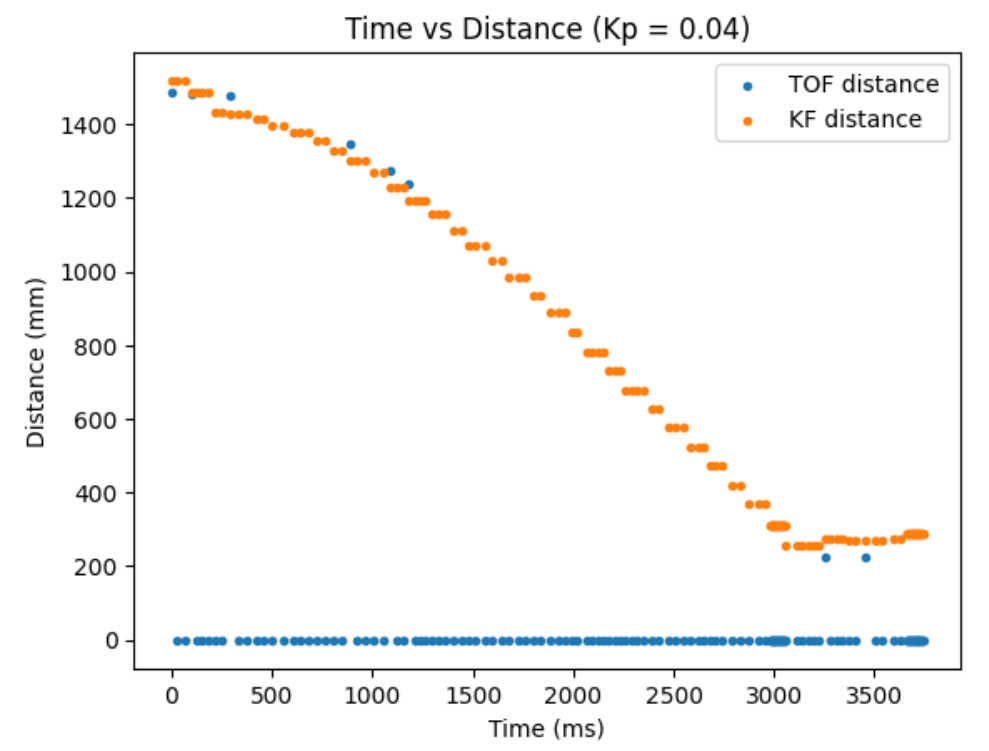 Time vs Distance (Kp = 0.04)
TOF distance
KF distance
1400
1200
1000
800
600
400
200
0
Distance (mm)
0 500 1000 1500 2000 2500 3000 3500
Time (ms)